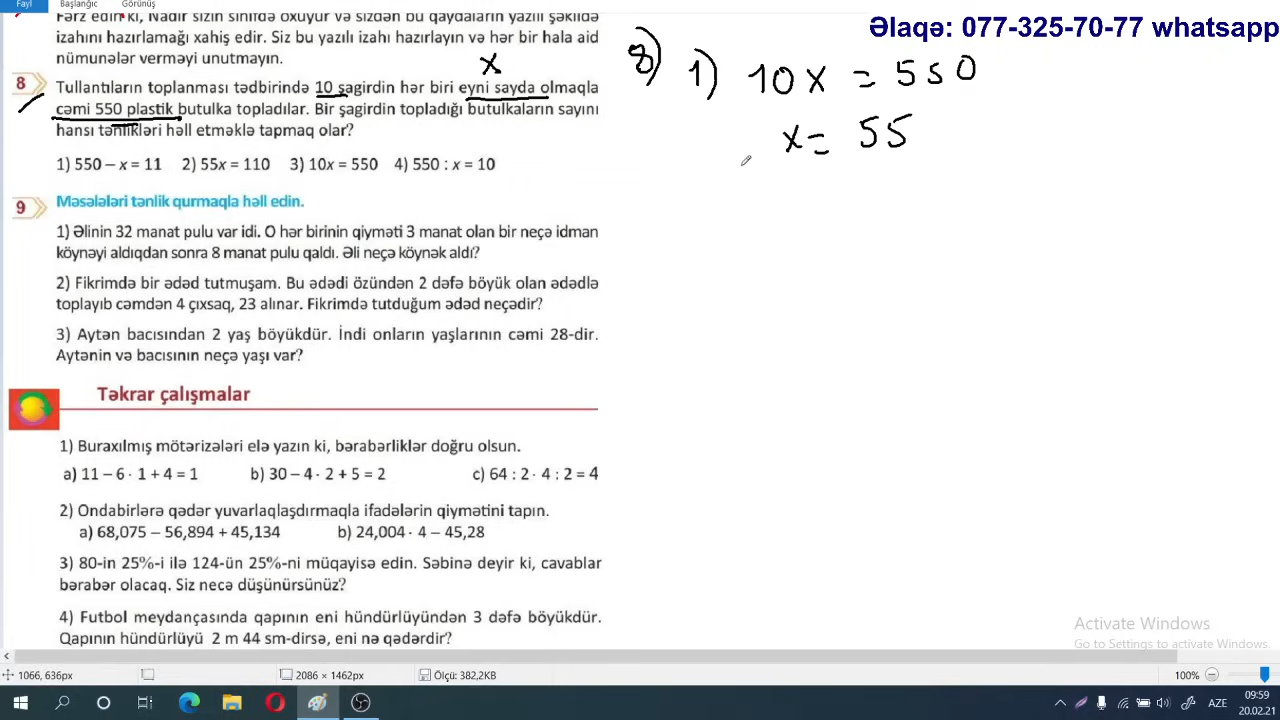 Fayl Başlanğıc Görünüş
Əlaqə: 077-325-70-77 whatsapp
Fərz edin ki, Nadir sizin sinifdə oxuyur və sizdən bu qaydaların yazılı şəkildə
izahını hazırlamağı xahiş edir. Siz bu yazılı izahı hazırlayın və hər bir hala aid
nümunələr verməyi unutmayın.
x
8 Tullantıların toplanması tədbirində 10 şagirdin hər biri eyni sayda olmaqla
cəmi 550 plastik butulka topladılar. Bir şagirdin topladığı butulkaların sayını
hansı tənlikləri həll etməklə tapmaq olar?
1) 550 – x = 11 2) 55x = 110 3) 10x = 550 4) 550 : x = 10
8) 1) 10x = 550
x = 55
9 Məsələləri tənlik qurmaqla həll edin.
1) Əlinin 32 manat pulu var idi. O hər birinin qiyməti 3 manat olan bir neçə idman
köynəyi aldıqdan sonra 8 manat pulu qaldı. Əli neçə köynək aldı?
2) Fikrimdə bir ədəd tutmuşam. Bu ədədi özündən 2 dəfə böyük olan ədədlə
toplayıb cəmdən 4 çıxsaq, 23 alınar. Fikrimdə tutduğum ədəd neçədir?
3) Aytən bacısından 2 yaş böyükdür. İndi onların yaşlarının cəmi 28-dir.
Aytənin və bacısının neçə yaşı var?
Təkrar çalışmalar
1) Buraxılmış mötərizələri elə yazın ki, bərabərliklər doğru olsun.
a) 11 – 6 · 1 + 4 = 1 b) 30 – 4 · 2 + 5 = 2 c) 64 : 2 · 4 : 2 = 4
2) Ondabirlərə qədər yuvarlaqlaşdırmaqla ifadələrin qiymətini tapın.
a) 68,075 – 56,894 + 45,134 b) 24,004 · 4 – 45,28
3) 80-in 25%-i ilə 124-ün 25%-ni müqayisə edin. Səbinə deyir ki, cavablar
bərabər olacaq. Siz necə düşünürsünüz?
4) Futbol meydançasında qapının eni hündürlüyündən 3 dəfə böyükdür.
Qapının hündürlüyü 2 m 44 sm-dirsə, eni nə qədərdir?
Activate Windows
Go to Settings to activate Windows.
1066, 636px 2086 × 1462px Ölçü: 382,2KB 100%
AZE 09:59
20.02.21